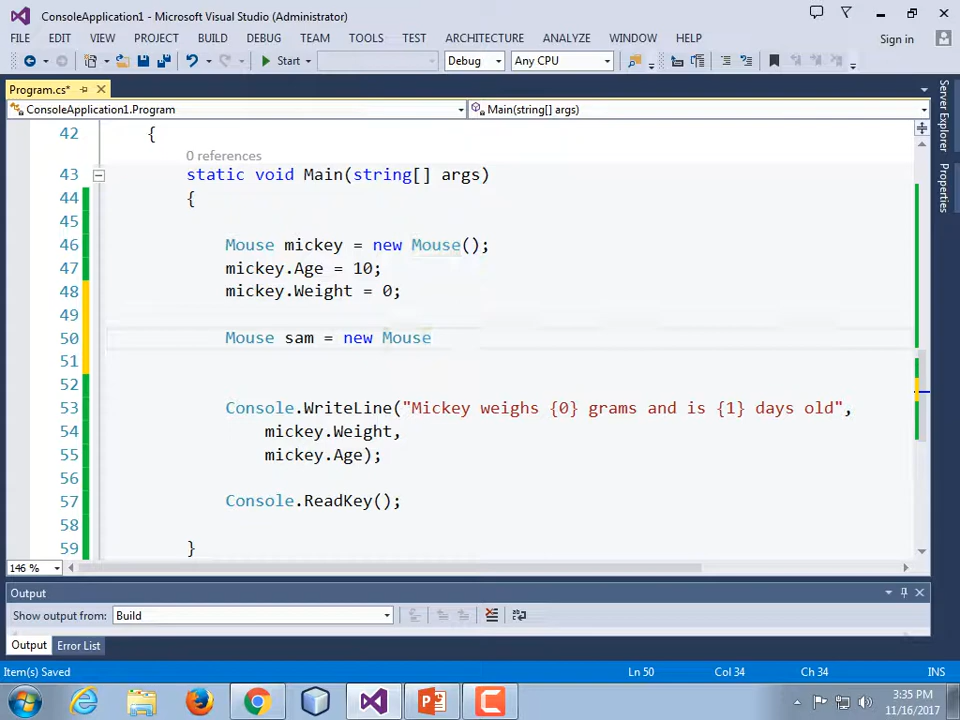 ConsoleApplication1 - Microsoft Visual Studio (Administrator)
FILE EDIT VIEW PROJECT BUILD DEBUG TEAM TOOLS TEST ARCHITECTURE ANALYZE WINDOW HELP Sign in
Start Debug Any CPU
Program.cs*
ConsoleApplication1.Program Main(string[] args)
42 {
0 references
43 static void Main(string[] args)
44 {
45
46 Mouse mickey = new Mouse();
47 mickey.Age = 10;
48 mickey.Weight = 0;
49
50 Mouse sam = new Mouse
51
52
53 Console.WriteLine("Mickey weighs {0} grams and is {1} days old",
54 mickey.Weight,
55 mickey.Age);
56
57 Console.ReadKey();
58
59 }
146 %
Server Explorer
Properties
Output
Show output from: Build
Output Error List
Item(s) Saved Ln 50 Col 34 Ch 34 INS
3:35 PM
11/16/2017